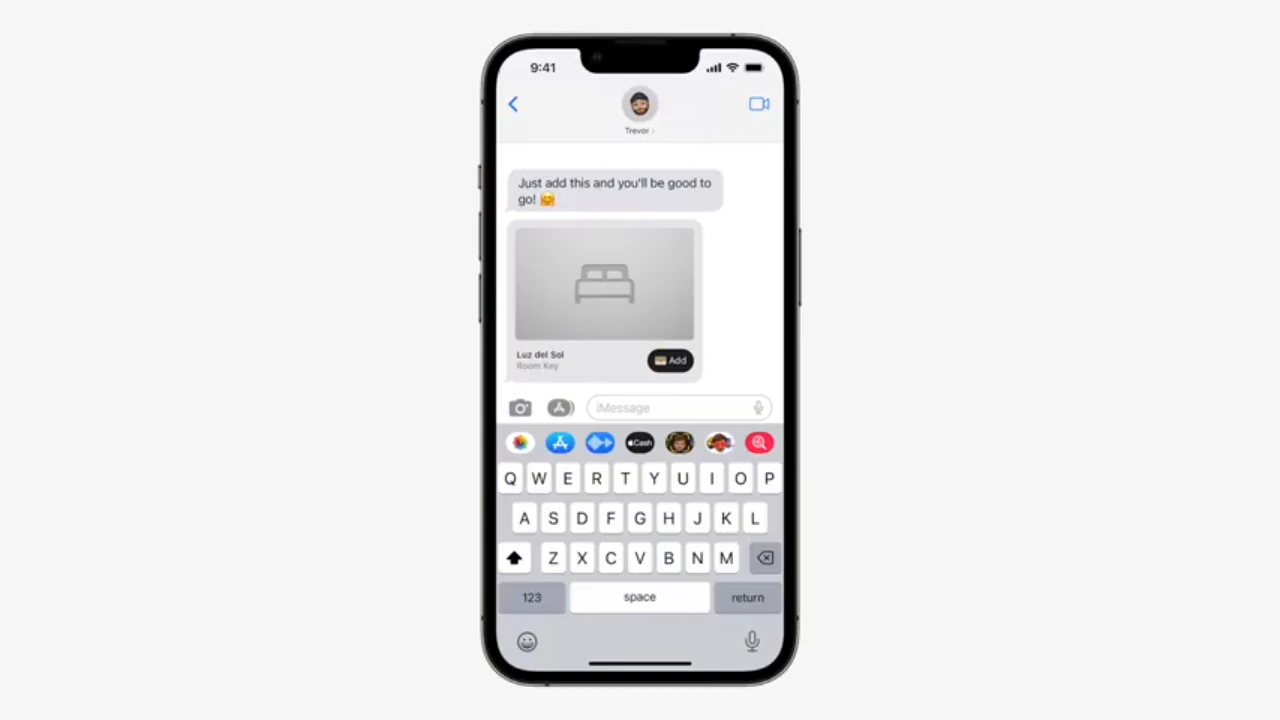 9:41
Trevor
Just add this and you'll be good to
go! 🤗
Luz del Sol
Room Key
Add
iMessage
Cash
Q W E R T Y U I O P
A S D F G H J K L
Z X C V B N M
123 space return